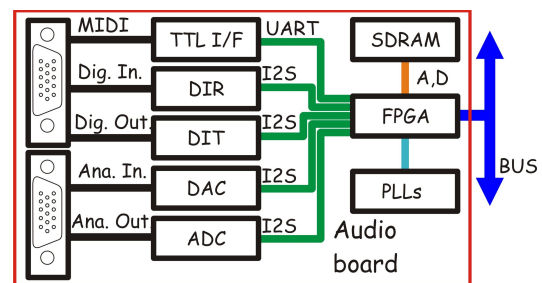 MIDI
TTL I/F
UART
SDRAM
Dig. In.
DIR
I2S
A,D
FPGA
Dig. Out.
DIT
I2S
BUS
Ana. In.
DAC
I2S
PLLs
Ana. Out.
ADC
I2S
Audio
board